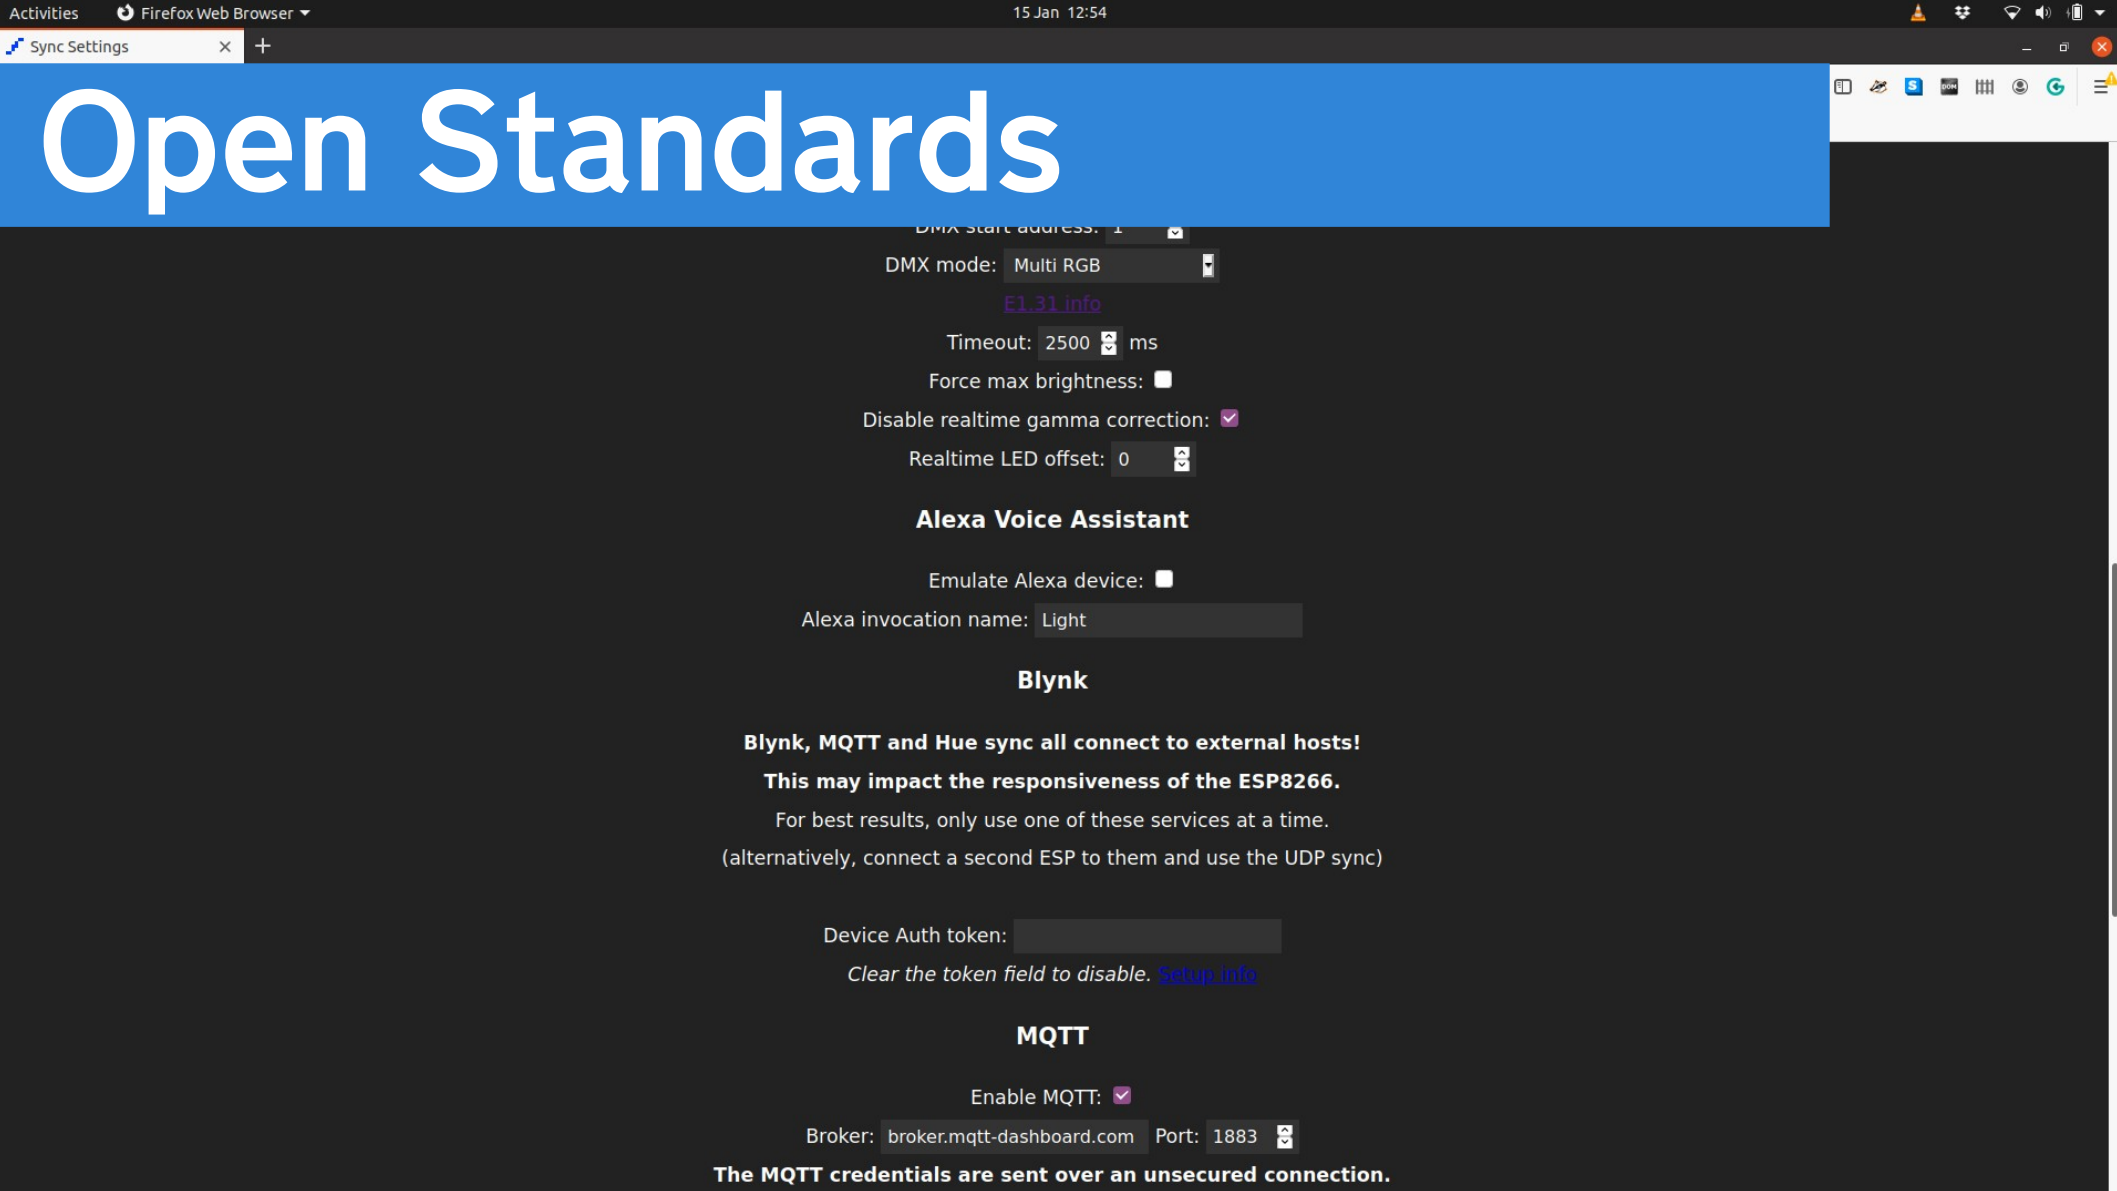 Activities Firefox Web Browser 15 Jan 12:54
Sync Settings
Open Standards
DMX start address: 1
DMX mode: Multi RGB
E1.31 info
Timeout: 2500 ms
Force max brightness:
Disable realtime gamma correction:
Realtime LED offset: 0
Alexa Voice Assistant
Emulate Alexa device:
Alexa invocation name: Light
Blynk
Blynk, MQTT and Hue sync all connect to external hosts!
This may impact the responsiveness of the ESP8266.
For best results, only use one of these services at a time.
(alternatively, connect a second ESP to them and use the UDP sync)
Device Auth token:
Clear the token field to disable. Setup info
MQTT
Enable MQTT:
Broker: broker.mqtt-dashboard.com Port: 1883
The MQTT credentials are sent over an unsecured connection.